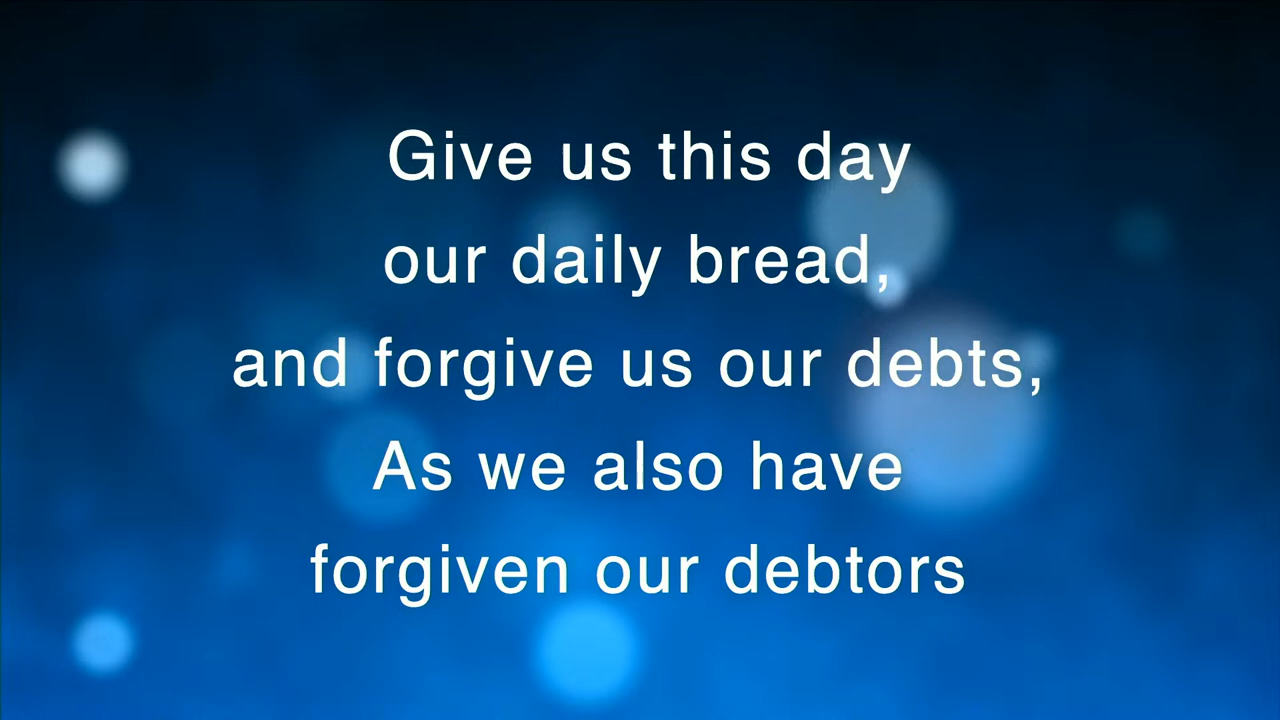 Give us this day
our daily bread,
and forgive us our debts,
As we also have
forgiven our debtors